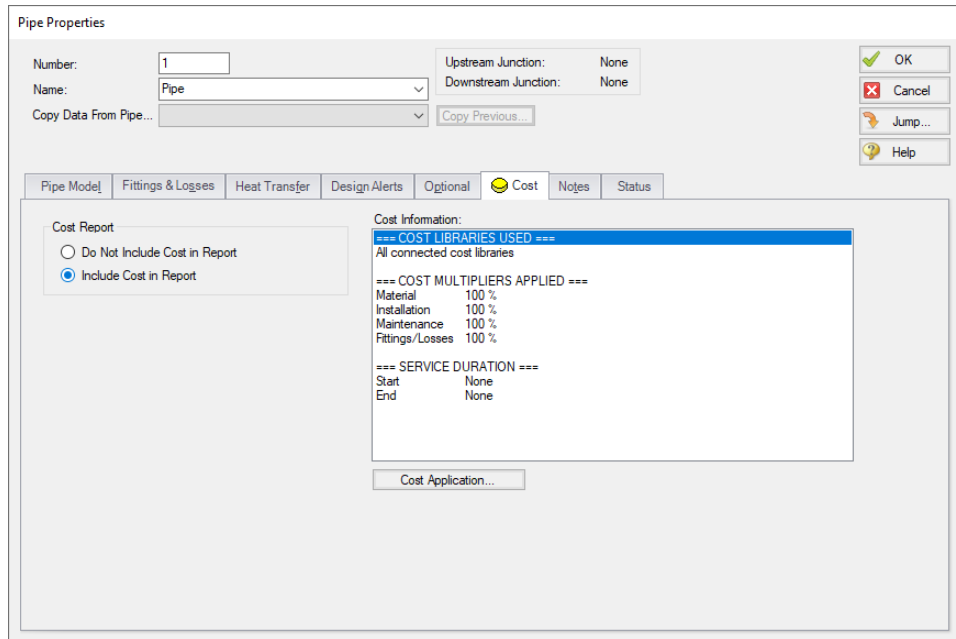 Pipe Properties
Number: 1
Name: Pipe
Copy Data From Pipe...
Upstream Junction: None
Downstream Junction: None
Copy Previous...
OK
Cancel
Jump...
Help
Pipe Model Fittings & Losses Heat Transfer Design Alerts Optional Cost Notes Status
Cost Report
Do Not Include Cost in Report
Include Cost in Report
Cost Information:
=== COST LIBRARIES USED ===
All connected cost libraries
=== COST MULTIPLIERS APPLIED ===
Material 100 %
Installation 100 %
Maintenance 100 %
Fittings/Losses 100 %
=== SERVICE DURATION ===
Start None
End None
Cost Application...